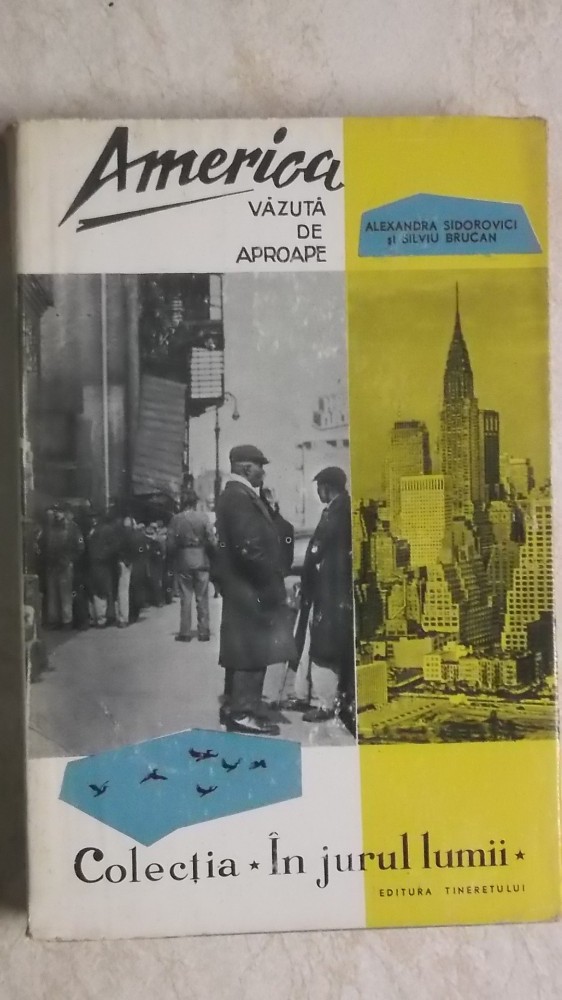 America
VĂZUTĂ
DE
APROAPE
ALEXANDRA SIDOROVICI
și SILVIU BRUCAN
Colecția ★ În jurul lumii ★
EDITURA TINERETULUI